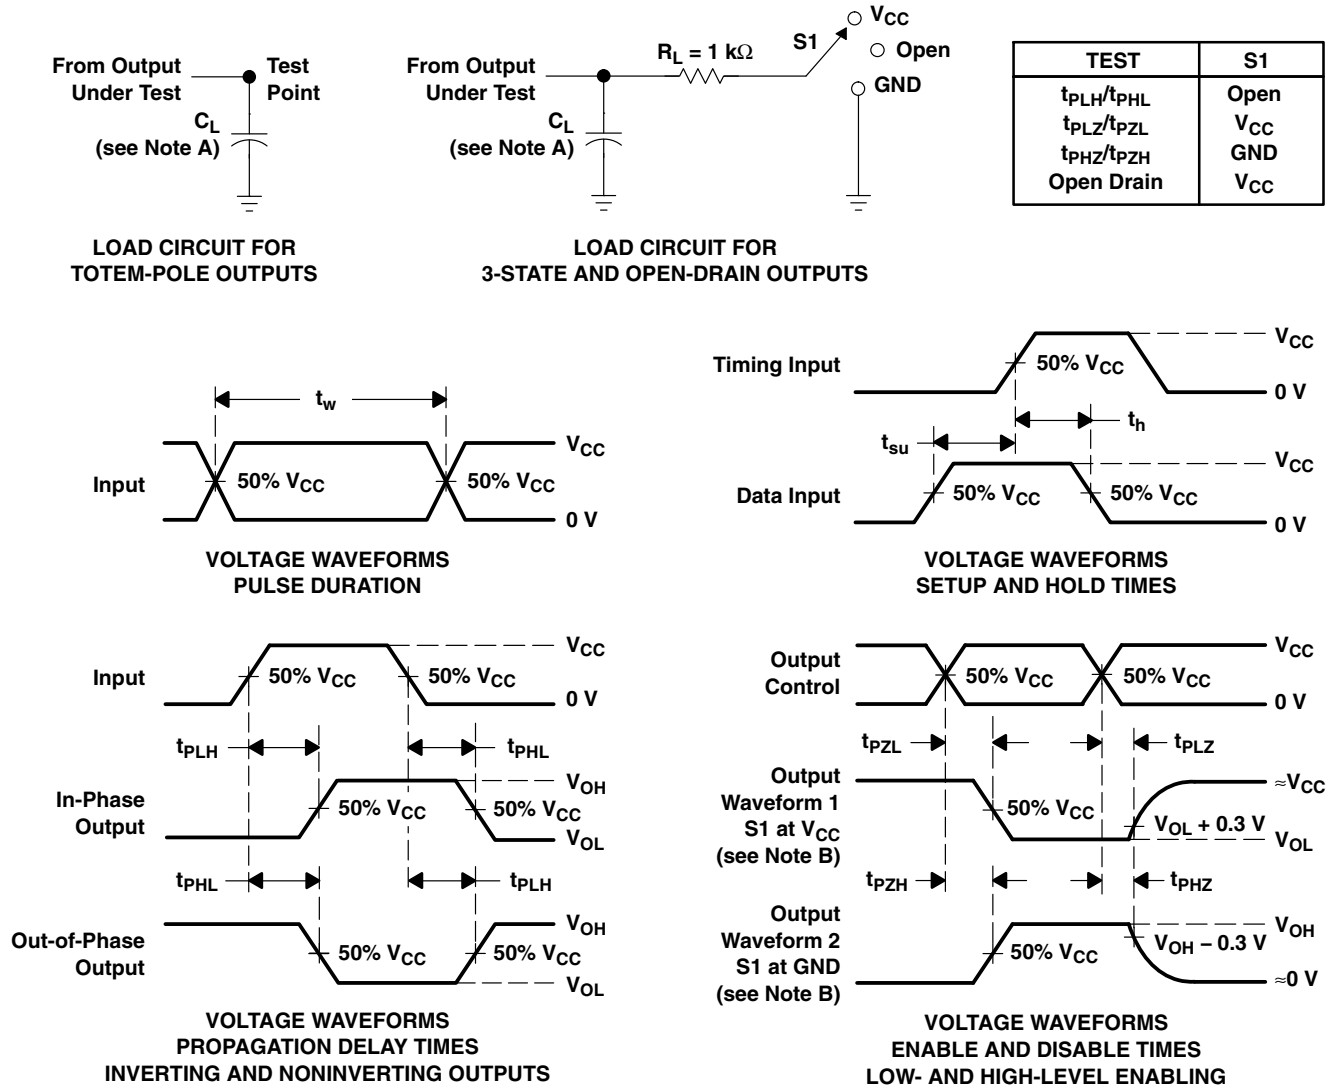 From Output
Under Test
Test
Point
CL
(see Note A)
LOAD CIRCUIT FOR
TOTEM-POLE OUTPUTS
From Output
Under Test
CL
(see Note A)
RL = 1 kΩ
S1
VCC
Open
GND
LOAD CIRCUIT FOR
3-STATE AND OPEN-DRAIN OUTPUTS
TEST S1
tPLH/tPHL Open
tPLZ/tPZL VCC
tPHZ/tPZH GND
Open Drain VCC
tw
Input
50% VCC
50% VCC
VCC
0 V
VOLTAGE WAVEFORMS
PULSE DURATION
Timing Input
50% VCC
VCC
0 V
tsu
th
Data Input
50% VCC
50% VCC
VCC
0 V
VOLTAGE WAVEFORMS
SETUP AND HOLD TIMES
Input
50% VCC
50% VCC
VCC
0 V
tPLH
tPHL
In-Phase
Output
50% VCC
50% VCC
VOH
VOL
tPHL
tPLH
Out-of-Phase
Output
50% VCC
50% VCC
VOH
VOL
VOLTAGE WAVEFORMS
PROPAGATION DELAY TIMES
INVERTING AND NONINVERTING OUTPUTS
Output
Control
50% VCC
50% VCC
VCC
0 V
tPZL
tPLZ
Output
Waveform 1
S1 at VCC
(see Note B)
50% VCC
VOL + 0.3 V
≈VCC
VOL
tPZH
tPHZ
Output
Waveform 2
S1 at GND
(see Note B)
50% VCC
VOH − 0.3 V
VOH
≈0 V
VOLTAGE WAVEFORMS
ENABLE AND DISABLE TIMES
LOW- AND HIGH-LEVEL ENABLING